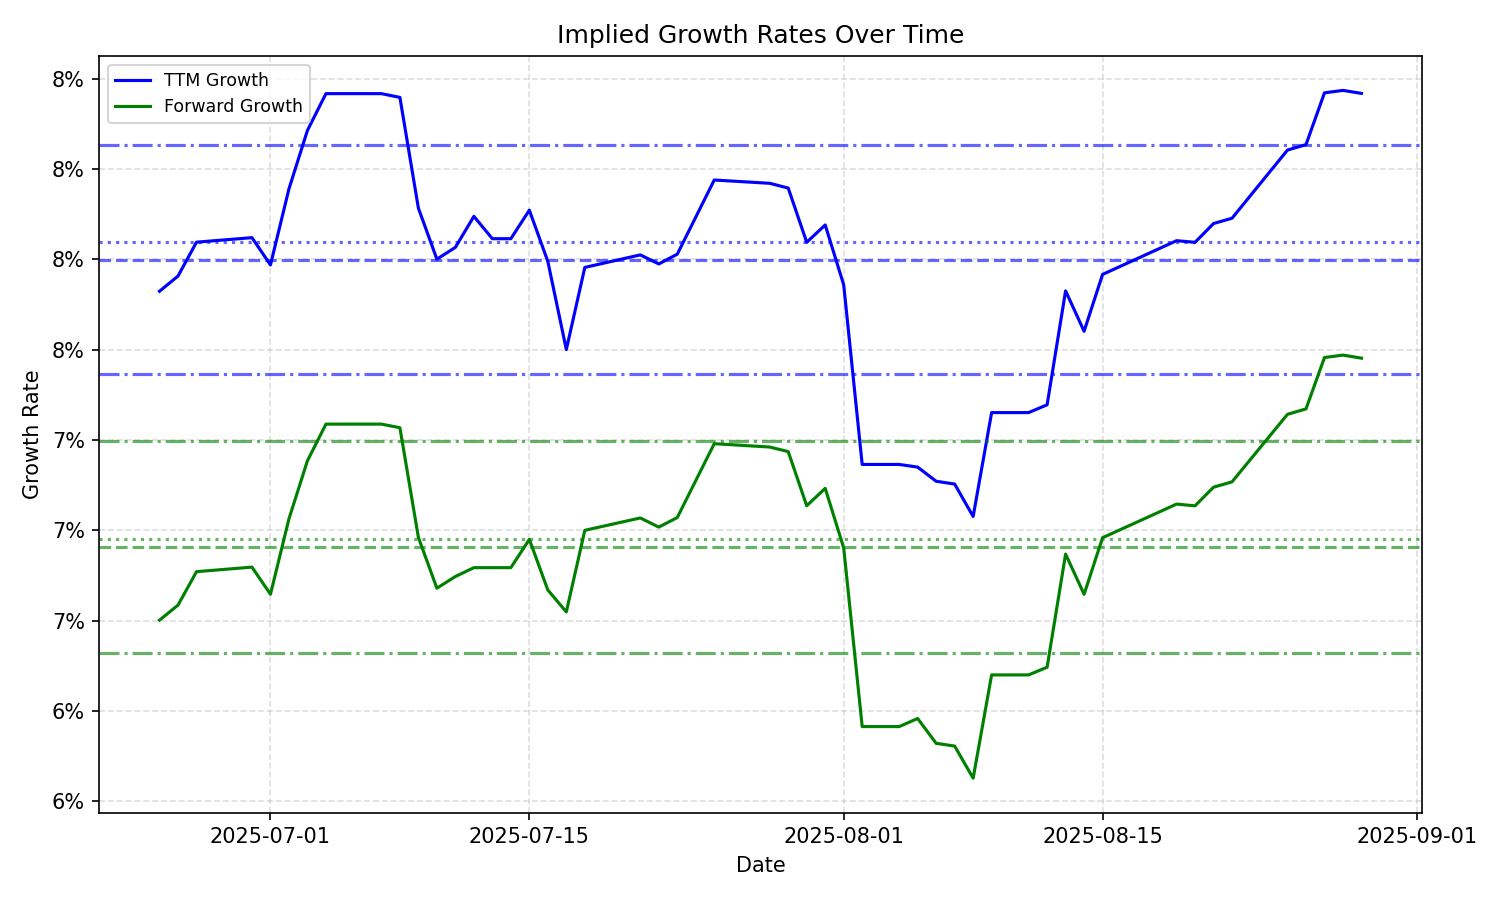 Implied Growth Rates Over Time
TTM Growth
Forward Growth
Growth Rate
8%
8%
8%
8%
7%
7%
7%
6%
6%
2025-07-01
2025-07-15
2025-08-01
2025-08-15
2025-09-01
Date